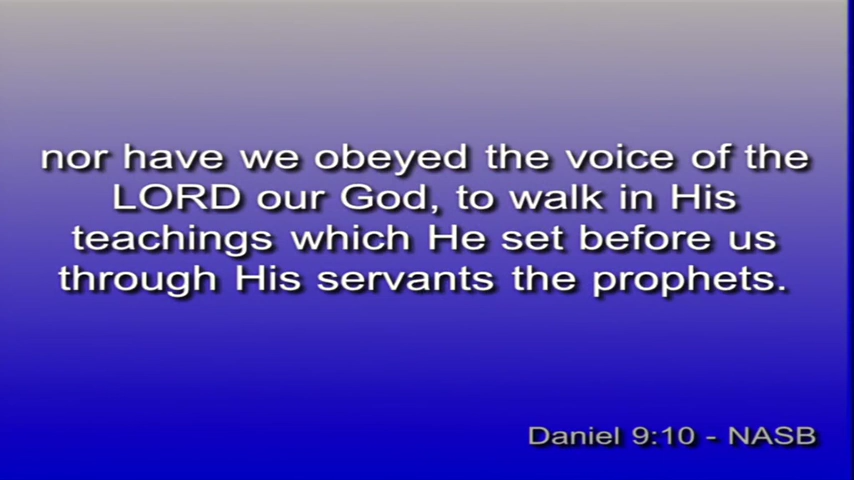 nor have we obeyed the voice of the
LORD our God, to walk in His
teachings which He set before us
through His servants the prophets.
Daniel 9:10 - NASB